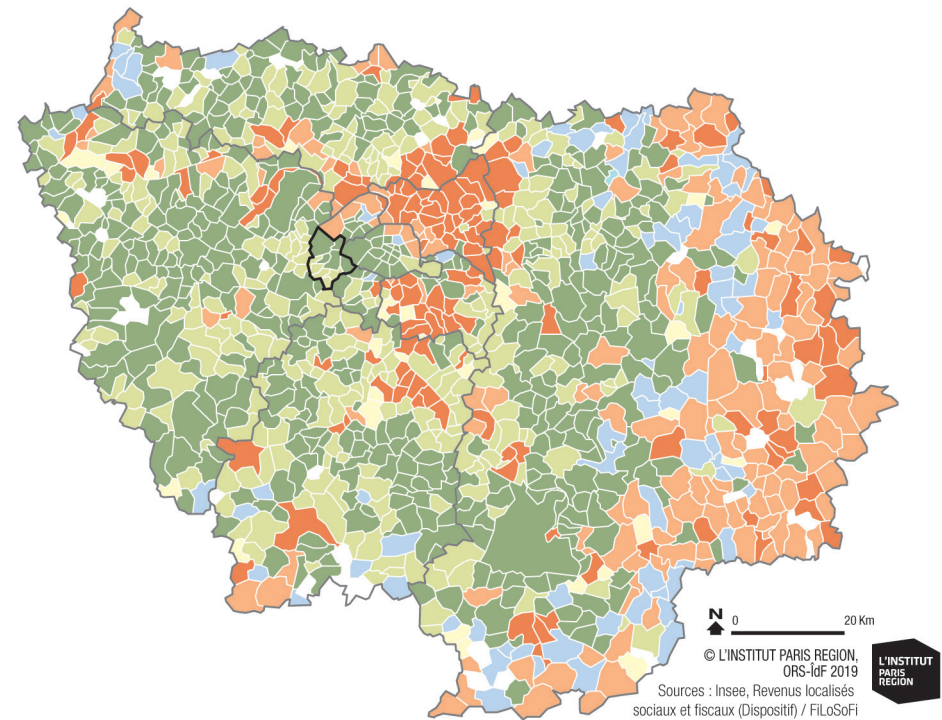 N
0 20 Km
© L'INSTITUT PARIS REGION,
ORS-ÎdF 2019
Sources : Insee, Revenus localisés
sociaux et fiscaux (Dispositif) / FiLoSoFi
L'INSTITUT
PARIS
REGION